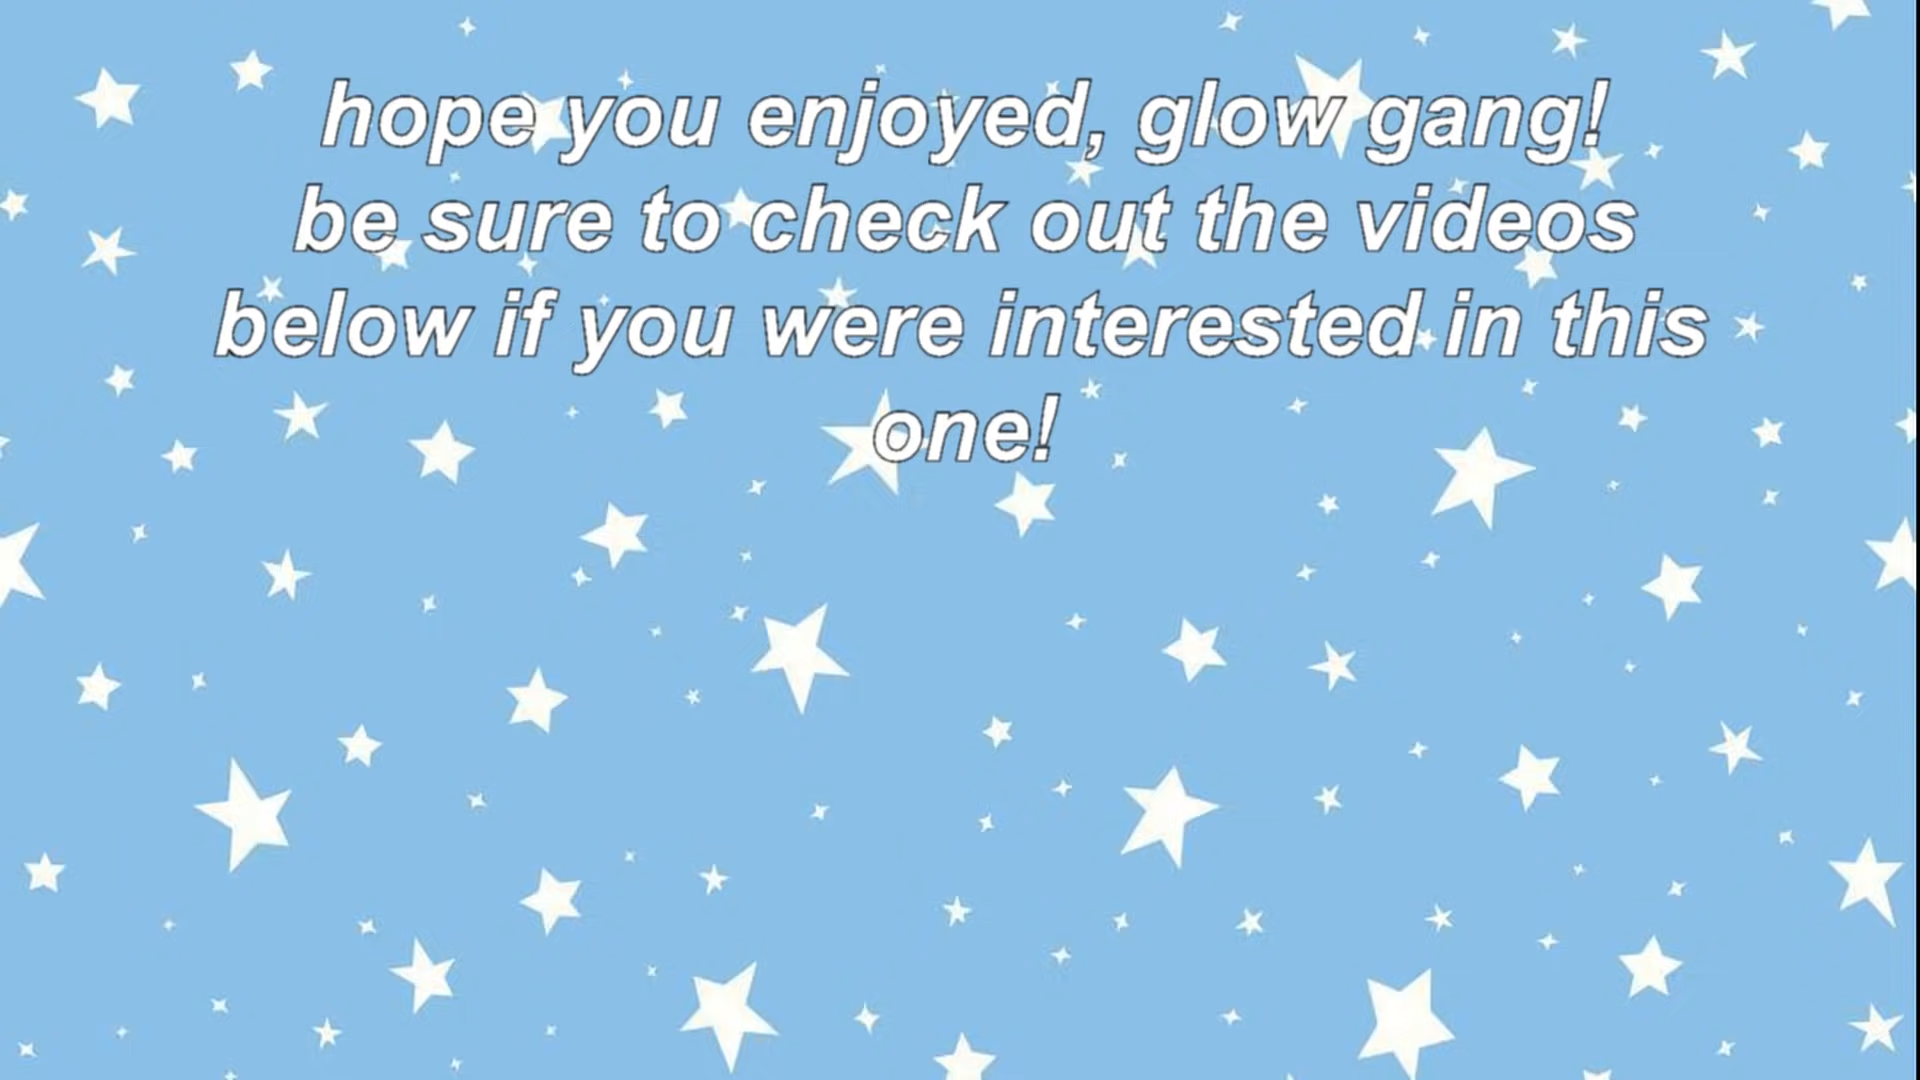 hope you enjoyed, glow gang!
be sure to check out the videos
below if you were interested in this
one!